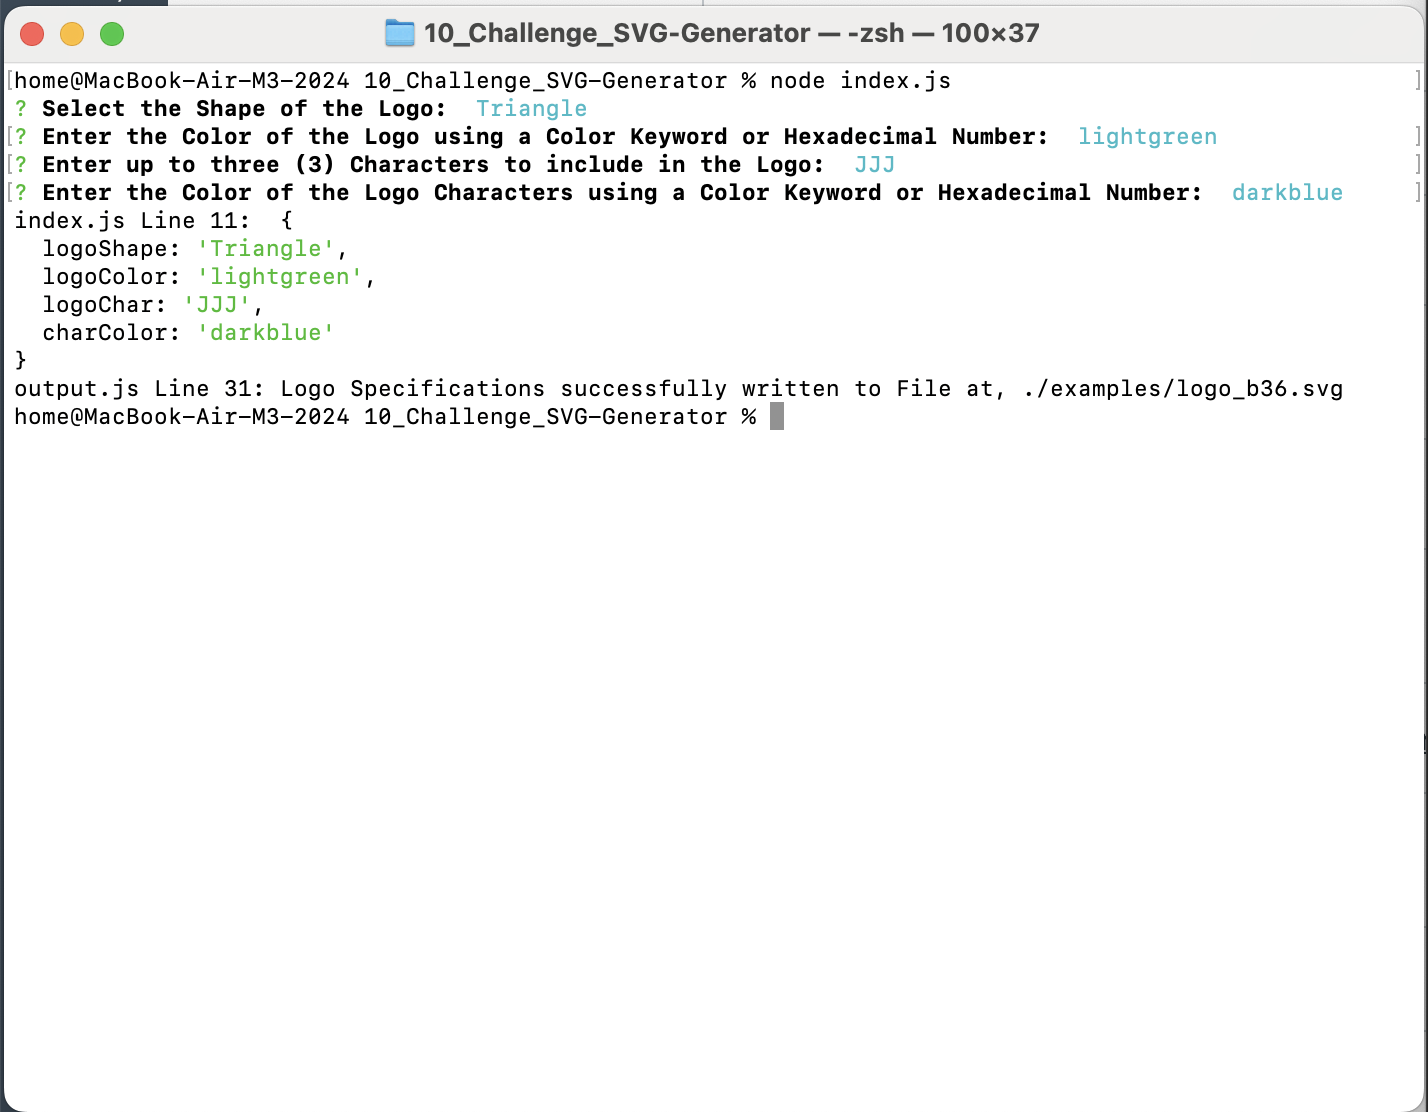 10_Challenge_SVG-Generator — -zsh — 100×37
[home@MacBook-Air-M3-2024 10_Challenge_SVG-Generator % node index.js ]
? Select the Shape of the Logo:  Triangle
[? Enter the Color of the Logo using a Color Keyword or Hexadecimal Number:  lightgreen ]
[? Enter up to three (3) Characters to include in the Logo:  JJJ ]
[? Enter the Color of the Logo Characters using a Color Keyword or Hexadecimal Number:  darkblue ]
index.js Line 11:  {
  logoShape: 'Triangle',
  logoColor: 'lightgreen',
  logoChar: 'JJJ',
  charColor: 'darkblue'
}
output.js Line 31: Logo Specifications successfully written to File at, ./examples/logo_b36.svg
home@MacBook-Air-M3-2024 10_Challenge_SVG-Generator %